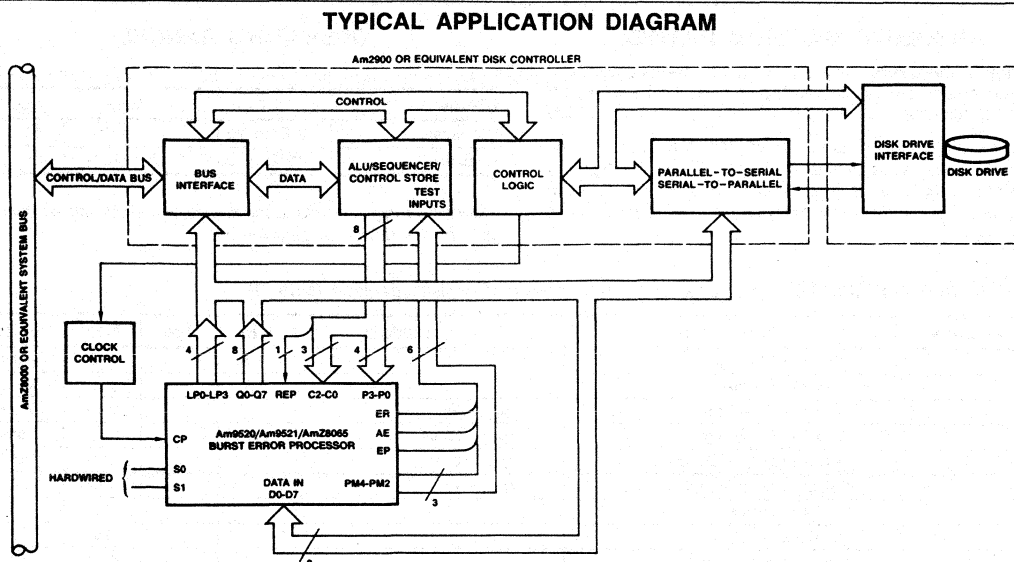 TYPICAL APPLICATION DIAGRAM
Am2900 OR EQUIVALENT DISK CONTROLLER
CONTROL
AmZ8000 OR EQUIVALENT SYSTEM BUS
CONTROL/DATA BUS
BUS
INTERFACE
DATA
ALU/SEQUENCER/
CONTROL STORE
TEST
INPUTS
CONTROL
LOGIC
PARALLEL-TO-SERIAL
SERIAL-TO-PARALLEL
DISK DRIVE
INTERFACE
DISK DRIVE
8
CLOCK
CONTROL
4
8
1
3
4
6
LP0-LP3 Q0-Q7 REP C2-C0 P3-P0
ER
AE
EP
CP
Am9520/Am9521/AmZ8065
BURST ERROR PROCESSOR
HARDWIRED
S0
S1
DATA IN
D0-D7
PM4-PM2
3